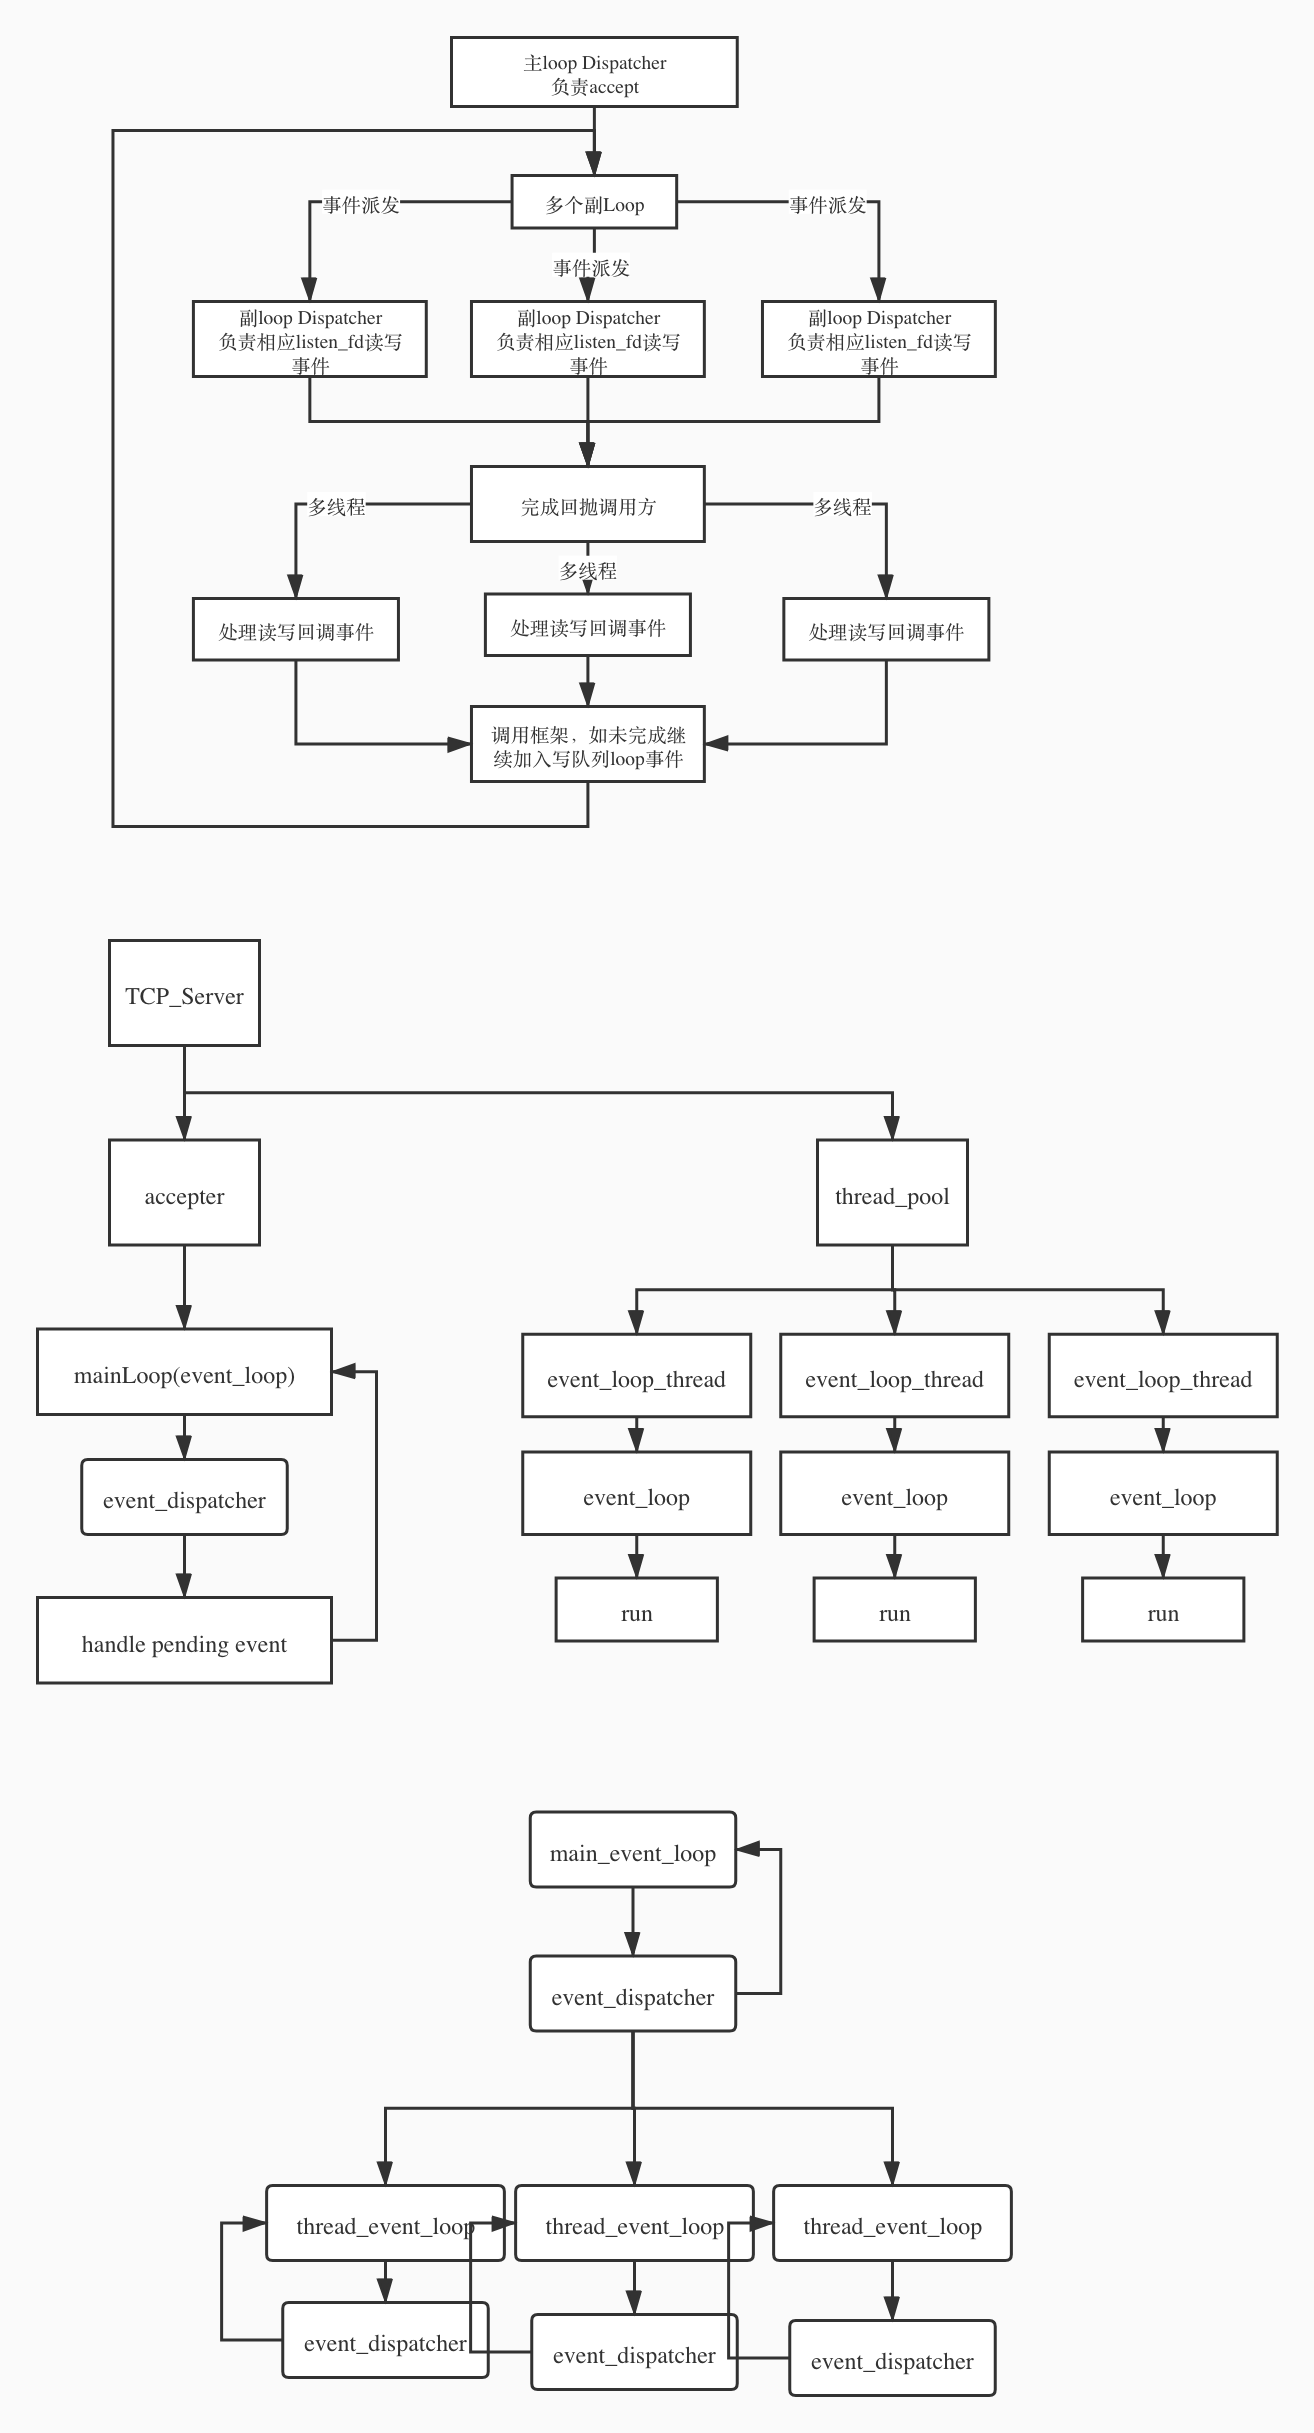 主loop Dispatcher
负责accept
多个副Loop
事件派发
事件派发
事件派发
副loop Dispatcher
负责相应listen_fd读写
事件
副loop Dispatcher
负责相应listen_fd读写
事件
副loop Dispatcher
负责相应listen_fd读写
事件
完成回抛调用方
多线程
多线程
多线程
处理读写回调事件
处理读写回调事件
处理读写回调事件
调用框架，如未完成继
续加入写队列loop事件
TCP_Server
accepter
thread_pool
mainLoop(event_loop)
event_loop_thread
event_loop_thread
event_loop_thread
event_dispatcher
event_loop
event_loop
event_loop
handle pending event
run
run
run
main_event_loop
event_dispatcher
thread_event_loop
thread_event_loop
thread_event_loop
event_dispatcher
event_dispatcher
event_dispatcher